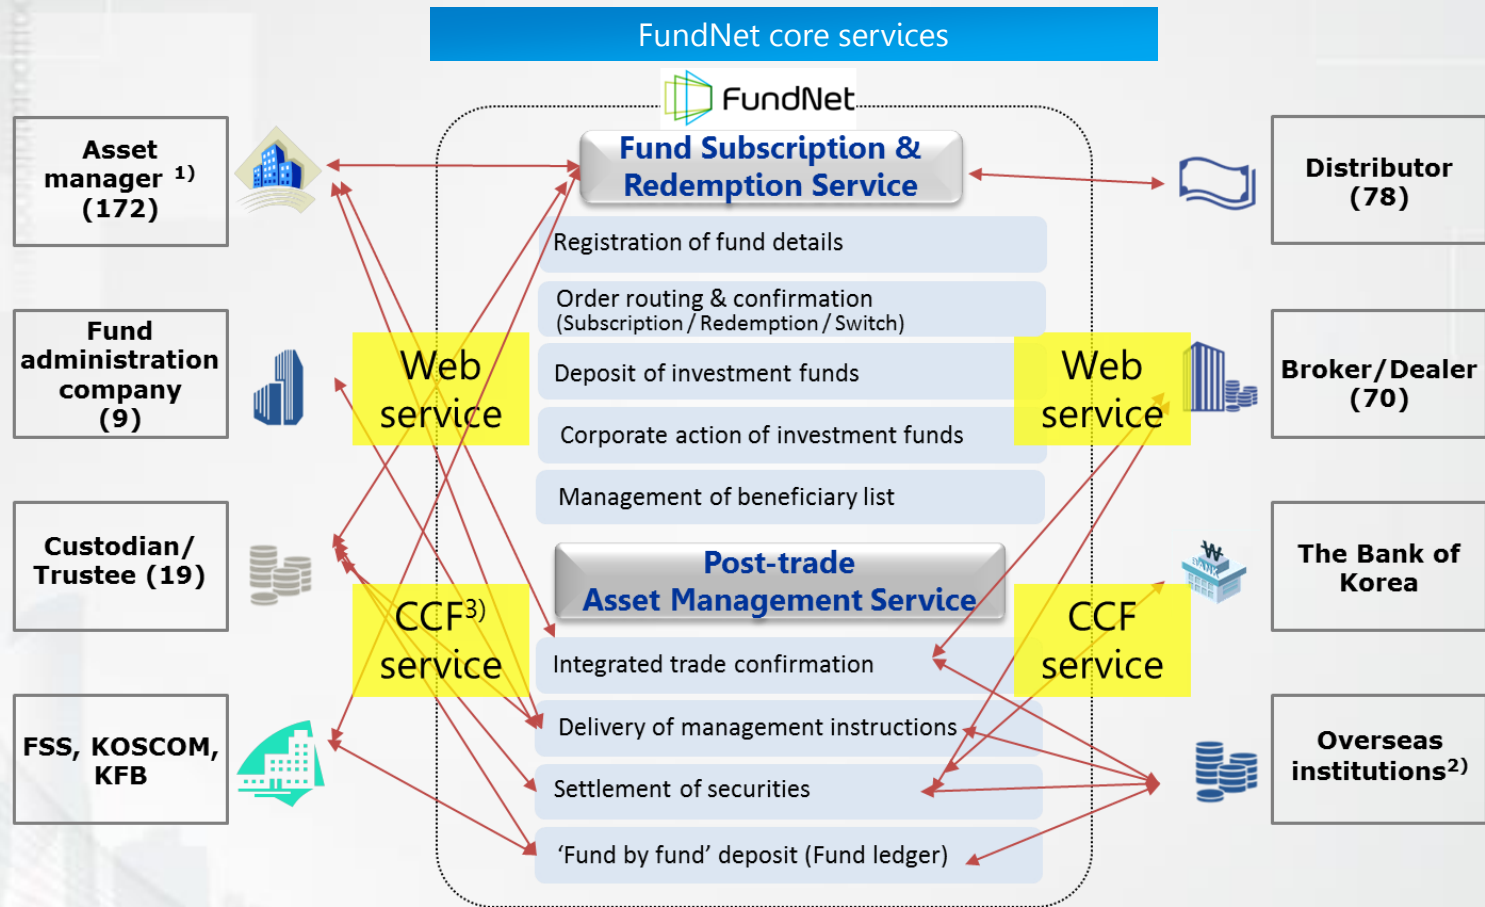 FundNet core services
FundNet
Asset
manager 1)
(172)
Fund
administration
company
(9)
Custodian/
Trustee (19)
FSS, KOSCOM,
KFB
Web
service
CCF3)
service
Fund Subscription &
Redemption Service
Registration of fund details
Order routing & confirmation
(Subscription / Redemption / Switch)
Deposit of investment funds
Corporate action of investment funds
Management of beneficiary list
Post-trade
Asset Management Service
Integrated trade confirmation
Delivery of management instructions
Settlement of securities
‘Fund by fund’ deposit (Fund ledger)
Web
service
CCF
service
Distributor
(78)
Broker/Dealer
(70)
₩
BANK
The Bank of
Korea
Overseas
institutions2)